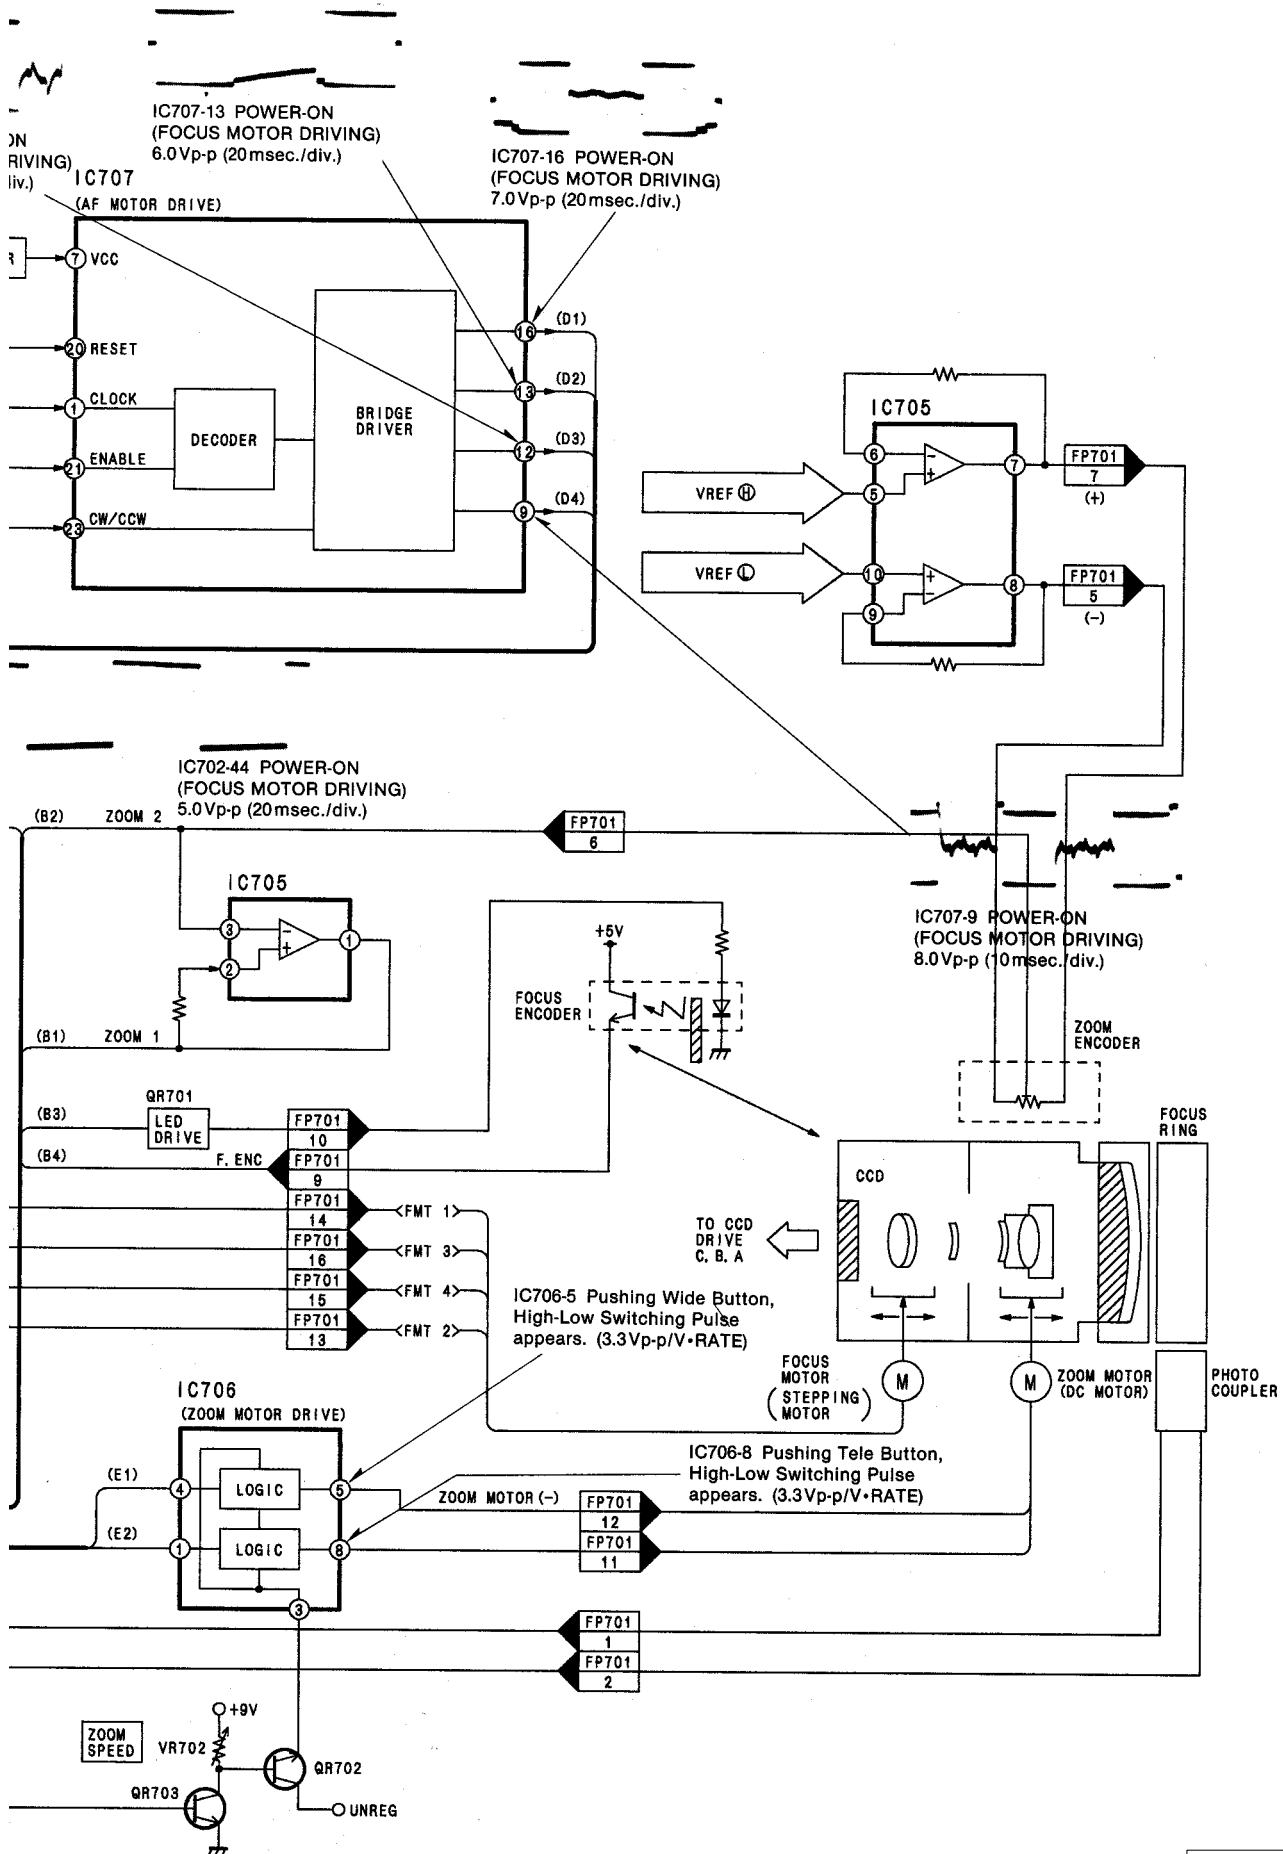 IC707-13 POWER-ON
(FOCUS MOTOR DRIVING)
6.0Vp-p (20msec./div.)
IC707-16 POWER-ON
(FOCUS MOTOR DRIVING)
7.0Vp-p (20msec./div.)
ON
RIVING)
div.)
IC707
(AF MOTOR DRIVE)
R
7 VCC
20 RESET
1 CLOCK
21 ENABLE
23 CW/CCW
DECODER
BRIDGE
DRIVER
16 (D1)
13 (D2)
12 (D3)
9 (D4)
IC705
VREF Ⓗ
VREF Ⓛ
6
5
10
9
−
+
+
−
7
8
FP701
7
(+)
FP701
5
(−)
IC702-44 POWER-ON
(FOCUS MOTOR DRIVING)
5.0Vp-p (20msec./div.)
(B2) ZOOM 2
FP701
6
IC705
3
2
−
+
1
(B1) ZOOM 1
+5V
FOCUS
ENCODER
IC707-9 POWER-ON
(FOCUS MOTOR DRIVING)
8.0Vp-p (10msec./div.)
ZOOM
ENCODER
QR701
(B3)
LED
DRIVE
FP701
10
(B4)
F. ENC
FP701
9
FP701
14
<FMT 1>
FP701
16
<FMT 3>
FP701
15
<FMT 4>
FP701
13
<FMT 2>
FOCUS
RING
CCD
TO CCD
DRIVE
C. B. A
IC706-5 Pushing Wide Button,
High-Low Switching Pulse
appears. (3.3Vp-p/V•RATE)
FOCUS
MOTOR
(STEPPING
MOTOR)
M
M
ZOOM MOTOR
(DC MOTOR)
PHOTO
COUPLER
IC706
(ZOOM MOTOR DRIVE)
IC706-8 Pushing Tele Button,
High-Low Switching Pulse
appears. (3.3Vp-p/V•RATE)
(E1)
4
LOGIC
5
ZOOM MOTOR (−)
FP701
12
(E2)
1
LOGIC
8
FP701
11
3
FP701
1
FP701
2
+9V
ZOOM
SPEED
VR702
QR702
QR703
UNREG